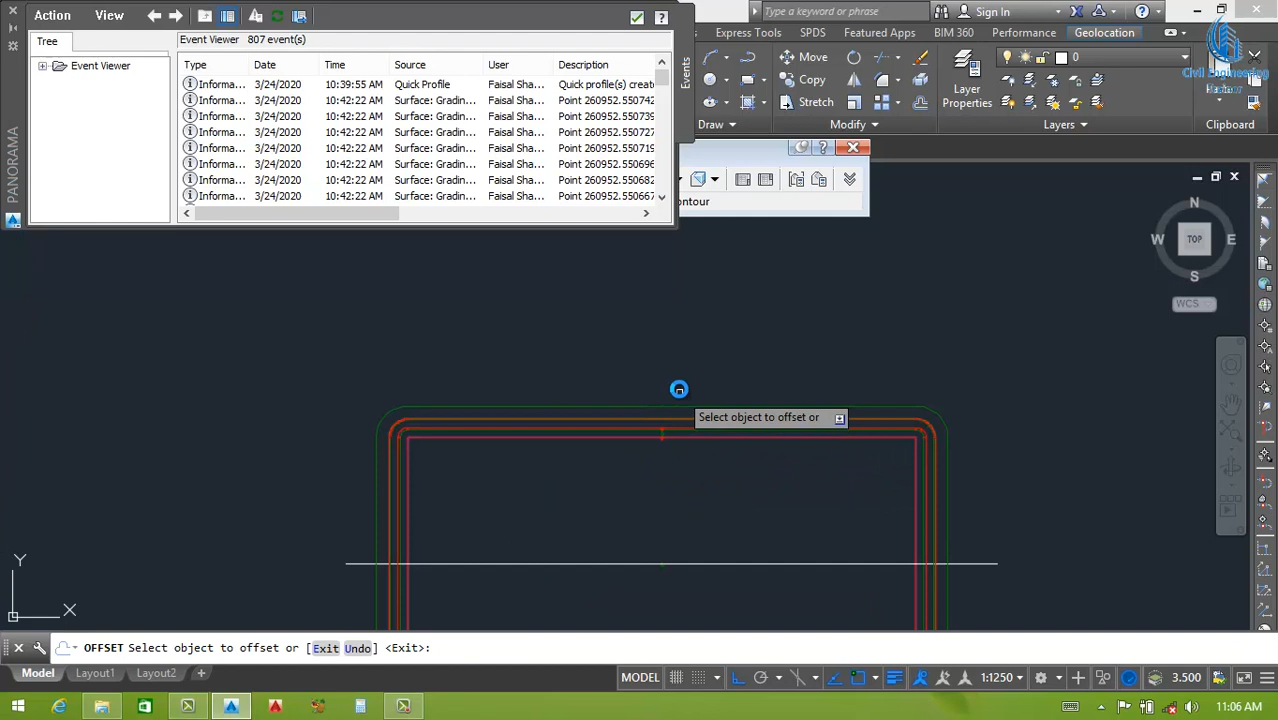 Action View
Type a keyword or phrase
Sign In
Tree
Event Viewer 807 event(s)
Express Tools SPDS Featured Apps BIM 360 Performance Geolocation
Event Viewer
Type Date Time Source User Description
Informa... 3/24/2020 10:39:55 AM Quick Profile Faisal Sha... Quick profile(s) creat
Informa... 3/24/2020 10:42:22 AM Surface: Gradin... Faisal Sha... Point 260952.550742
Informa... 3/24/2020 10:42:22 AM Surface: Gradin... Faisal Sha... Point 260952.550739
Informa... 3/24/2020 10:42:22 AM Surface: Gradin... Faisal Sha... Point 260952.550727
Informa... 3/24/2020 10:42:22 AM Surface: Gradin... Faisal Sha... Point 260952.550719
Informa... 3/24/2020 10:42:22 AM Surface: Gradin... Faisal Sha... Point 260952.550696
Informa... 3/24/2020 10:42:22 AM Surface: Gradin... Faisal Sha... Point 260952.550682
Informa... 3/24/2020 10:42:22 AM Surface: Gradin... Faisal Sha... Point 260952.550667
Events
PANORAMA
Move
Copy
Stretch
Layer
Properties
0
Civil Engineering
Draw Modify Layers Clipboard
ontour
N
W TOP E
S
WCS
Select object to offset or
Y
X
OFFSET Select object to offset or [Exit Undo] <Exit>:
Model Layout1 Layout2 +
MODEL 1:1250 3.500
11:06 AM